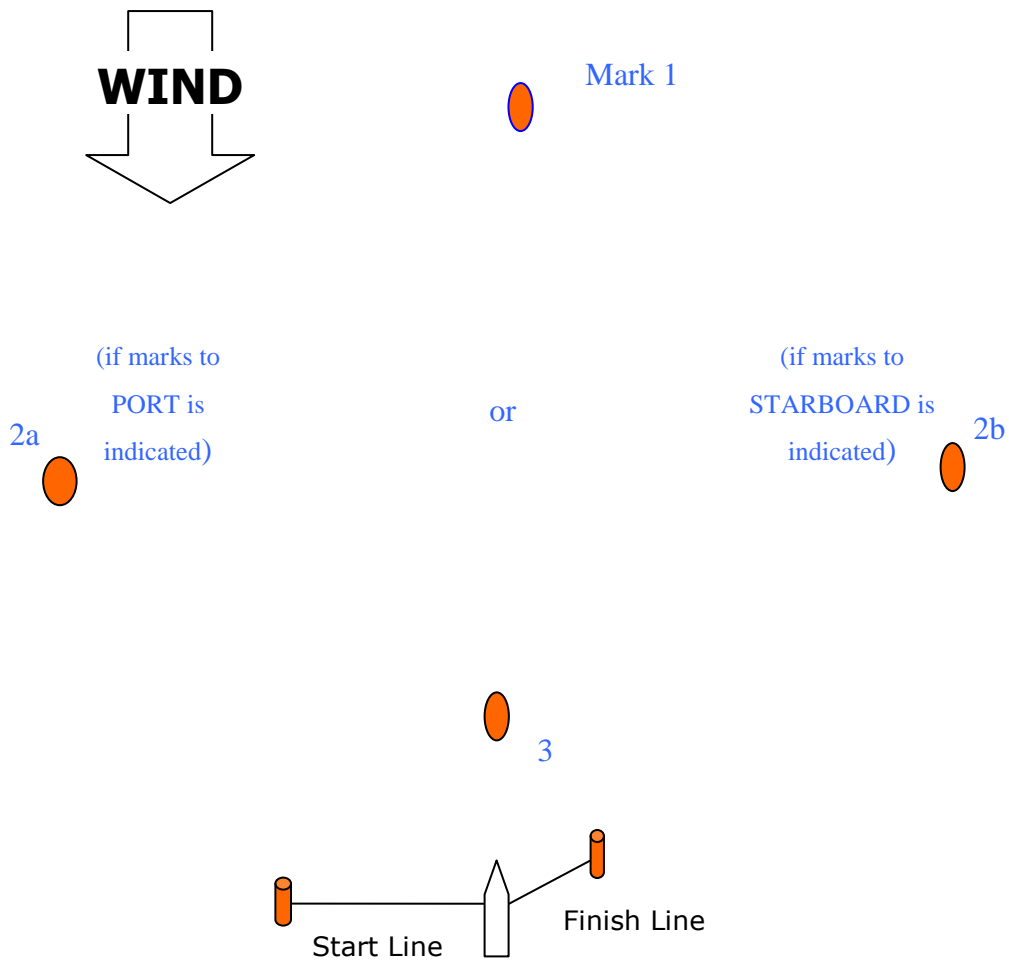 WIND
Mark 1
(if marks to
PORT is
indicated)
2a
or
(if marks to
STARBOARD is
indicated)
2b
3
Start Line
Finish Line